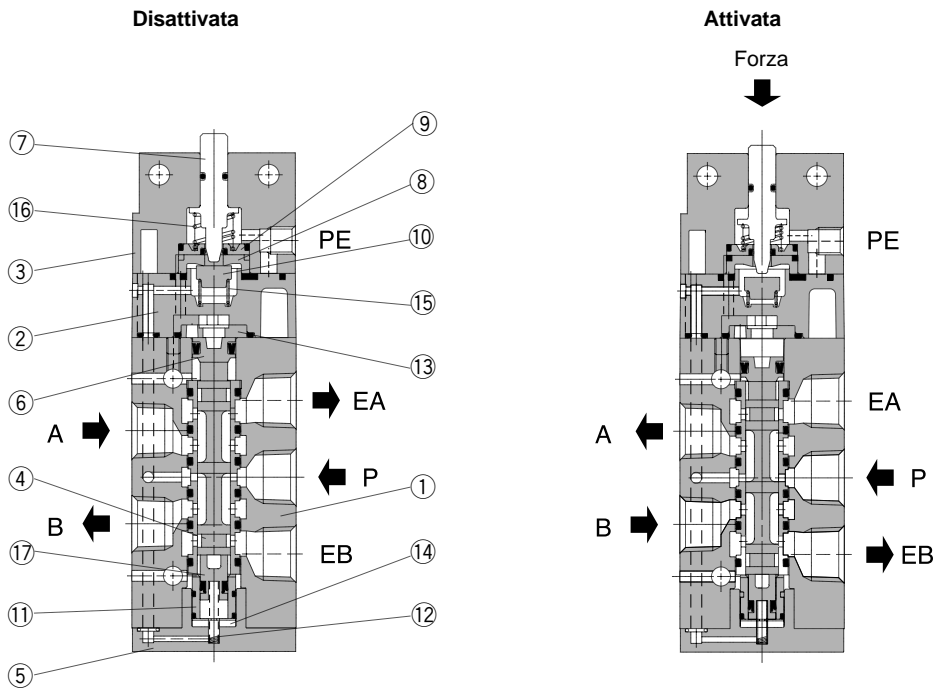 Disattivata
Attivata
Forza
⑦
⑨
⑧
⑯
PE
PE
⑩
③
⑮
②
⑬
⑥
EA
EA
A
A
P
P
①
B
B
④
EB
EB
⑰
⑭
⑪
⑫
⑤